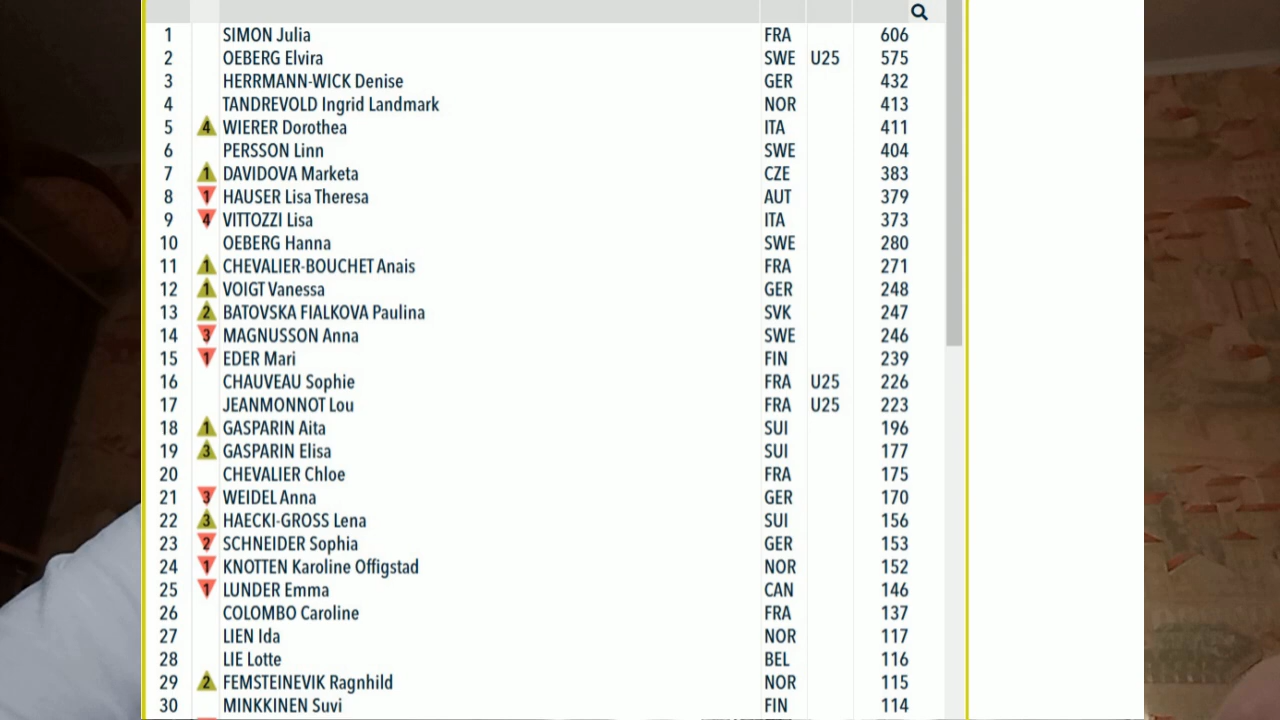 1 SIMON Julia FRA 606
2 OEBERG Elvira SWE U25 575
3 HERRMANN-WICK Denise GER 432
4 TANDREVOLD Ingrid Landmark NOR 413
5 4 WIERER Dorothea ITA 411
6 PERSSON Linn SWE 404
7 1 DAVIDOVA Marketa CZE 383
8 1 HAUSER Lisa Theresa AUT 379
9 4 VITTOZZI Lisa ITA 373
10 OEBERG Hanna SWE 280
11 1 CHEVALIER-BOUCHET Anais FRA 271
12 1 VOIGT Vanessa GER 248
13 2 BATOVSKA FIALKOVA Paulina SVK 247
14 3 MAGNUSSON Anna SWE 246
15 1 EDER Mari FIN 239
16 CHAUVEAU Sophie FRA U25 226
17 JEANMONNOT Lou FRA U25 223
18 1 GASPARIN Aita SUI 196
19 3 GASPARIN Elisa SUI 177
20 CHEVALIER Chloe FRA 175
21 3 WEIDEL Anna GER 170
22 3 HAECKI-GROSS Lena SUI 156
23 2 SCHNEIDER Sophia GER 153
24 1 KNOTTEN Karoline Offigstad NOR 152
25 1 LUNDER Emma CAN 146
26 COLOMBO Caroline FRA 137
27 LIEN Ida NOR 117
28 LIE Lotte BEL 116
29 2 FEMSTEINEVIK Ragnhild NOR 115
30 MINKKINEN Suvi FIN 114